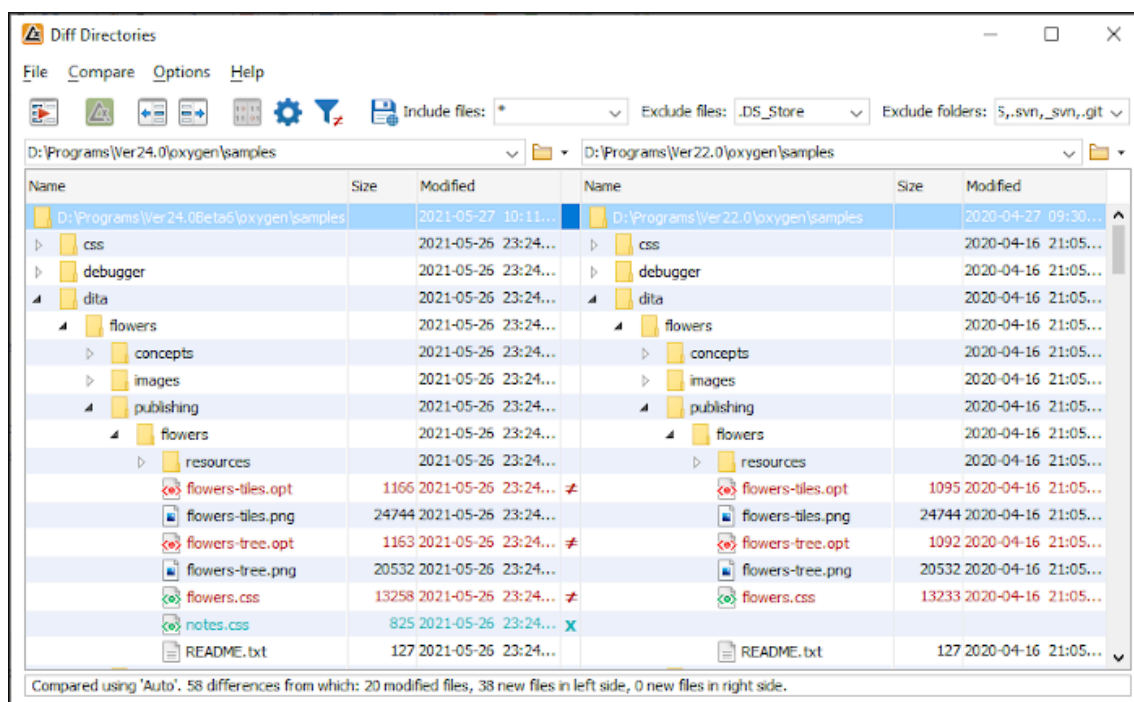 Diff Directories
File Compare Options Help
Include files: * Exclude files: .DS_Store Exclude folders: S,.svn,_svn,.git
D:\Programs\Ver24.0\oxygen\samples D:\Programs\Ver22.0\oxygen\samples
Name Size Modified Name Size Modified
D:\Programs\Ver24.0Beta6\oxygen\samples 2021-05-27 10:11... D:\Programs\Ver22.0\oxygen\samples 2020-04-27 09:30...
css 2021-05-26 23:24... css 2020-04-16 21:05...
debugger 2021-05-26 23:24... debugger 2020-04-16 21:05...
dita 2021-05-26 23:24... dita 2020-04-16 21:05...
flowers 2021-05-26 23:24... flowers 2020-04-16 21:05...
concepts 2021-05-26 23:24... concepts 2020-04-16 21:05...
images 2021-05-26 23:24... images 2020-04-16 21:05...
publishing 2021-05-26 23:24... publishing 2020-04-16 21:05...
flowers 2021-05-26 23:24... flowers 2020-04-16 21:05...
resources 2021-05-26 23:24... resources 2020-04-16 21:05...
flowers-tiles.opt 1166 2021-05-26 23:24... ≠ flowers-tiles.opt 1095 2020-04-16 21:05...
flowers-tiles.png 24744 2021-05-26 23:24... flowers-tiles.png 24744 2020-04-16 21:05...
flowers-tree.opt 1163 2021-05-26 23:24... ≠ flowers-tree.opt 1092 2020-04-16 21:05...
flowers-tree.png 20532 2021-05-26 23:24... flowers-tree.png 20532 2020-04-16 21:05...
flowers.css 13258 2021-05-26 23:24... ≠ flowers.css 13233 2020-04-16 21:05...
notes.css 825 2021-05-26 23:24... x
README.txt 127 2021-05-26 23:24... README.txt 127 2020-04-16 21:05...
Compared using 'Auto'. 58 differences from which: 20 modified files, 38 new files in left side, 0 new files in right side.